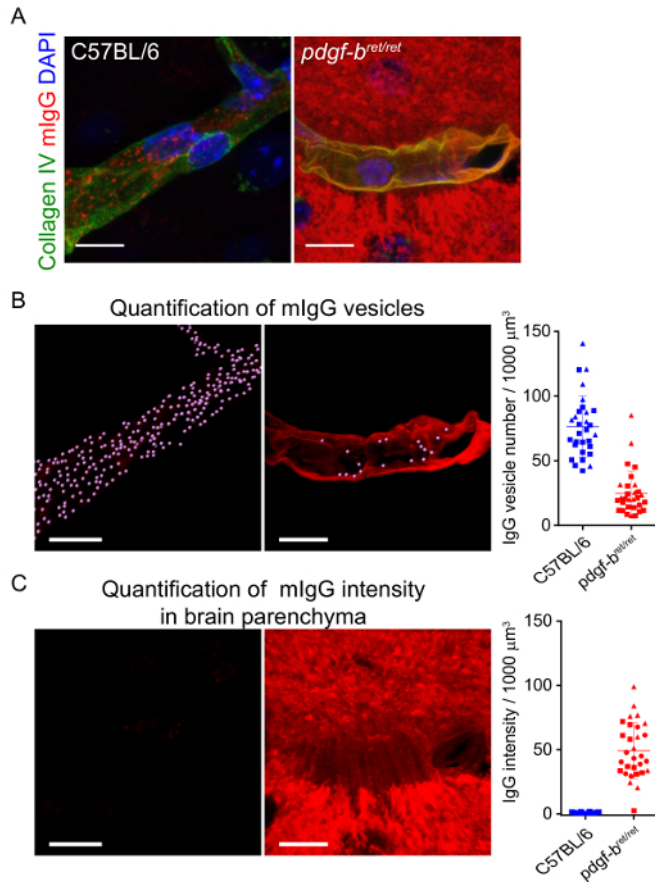 A
C57BL/6
pdgf-b^ret/ret
Collagen IV mIgG DAPI
B
Quantification of mIgG vesicles
IgG vesicle number / 1000 μm³
150
100
50
0
C57BL/6
pdgf-b^ret/ret
C
Quantification of mIgG intensity
in brain parenchyma
IgG intensity / 1000 μm³
150
100
50
0
C57BL/6
pdgf-b^ret/ret